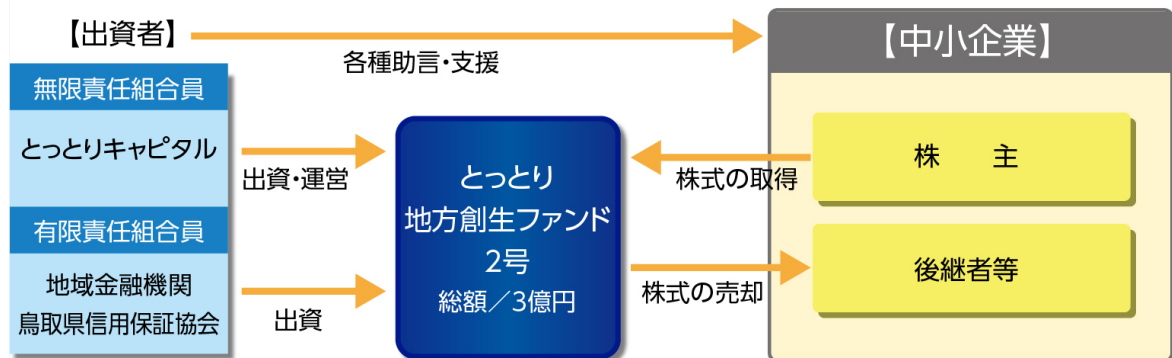 【出資者】
各種助言・支援
【中小企業】
無限責任組合員
とっとりキャピタル
出資・運営
有限責任組合員
地域金融機関
鳥取県信用保証協会
出資
とっとり
地方創生ファンド
2号
総額／3億円
株式の取得
株　主
株式の売却
後継者等